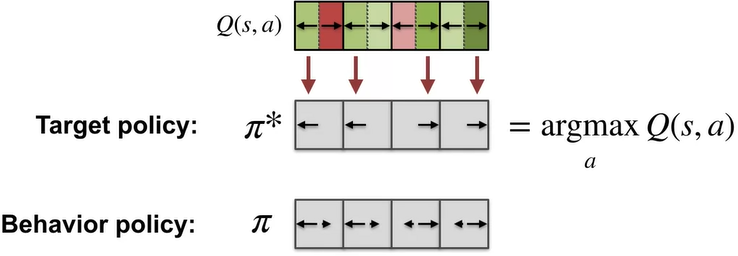 Q(s, a)
Target policy: π* = argmax Q(s, a)
a
Behavior policy: π